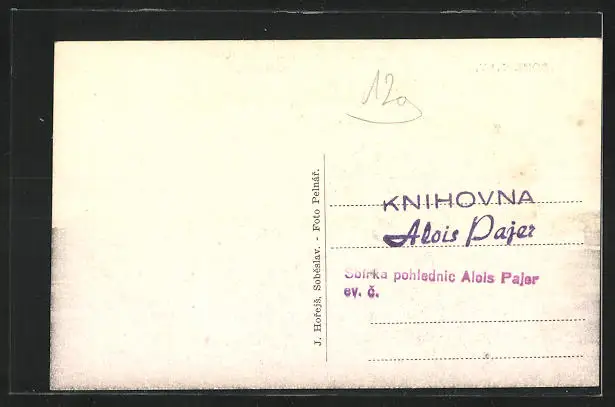 120
J. Hořejš, Soběslav. - Foto Pelnář.
KNIHOVNA
Alois Pajer
Sbírka pohlednic Alois Pajer
ev. č.